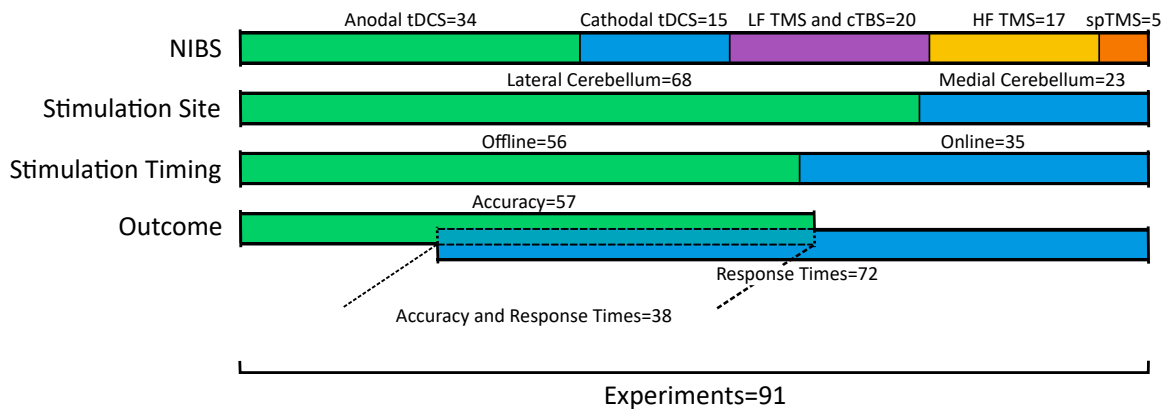 Anodal tDCS=34 Cathodal tDCS=15 LF TMS and cTBS=20 HF TMS=17 spTMS=5
NIBS
Lateral Cerebellum=68 Medial Cerebellum=23
Stimulation Site
Offline=56 Online=35
Stimulation Timing
Accuracy=57
Outcome
Response Times=72
Accuracy and Response Times=38
Experiments=91